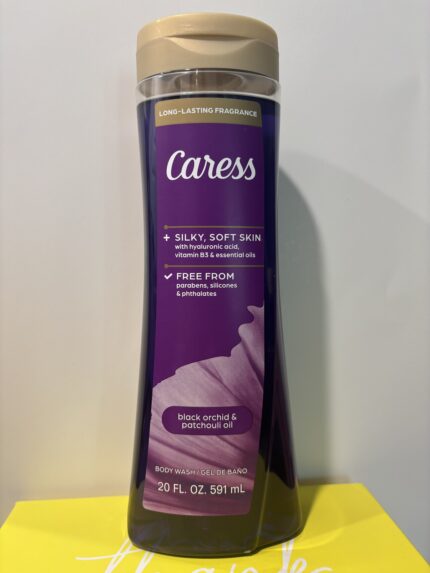 LONG-LASTING FRAGRANCE
Caress
+ SILKY, SOFT SKIN
with hyaluronic acid,
vitamin B3 & essential oils
✓ FREE FROM
parabens, silicones
& phthalates
black orchid &
patchouli oil
BODY WASH / GEL DE BAÑO
20 FL. OZ. 591 mL